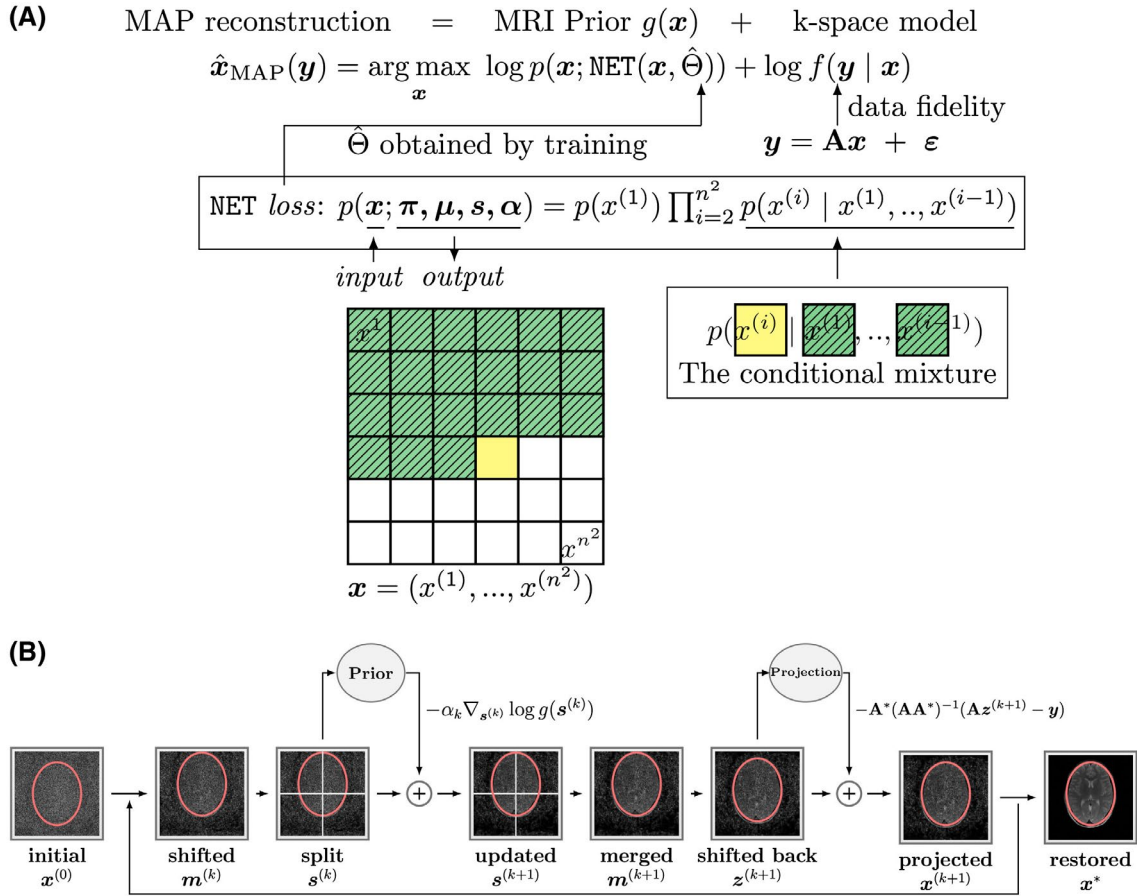 (A)
MAP reconstruction = MRI Prior g(x) + k-space model
x̂_MAP(y) = arg max_x log p(x; NET(x, Θ̂)) + log f(y | x)
data fidelity
Θ̂ obtained by training
y = Ax + ε
NET loss: p(x; π, μ, s, α) = p(x^(1)) ∏_{i=2}^{n^2} p(x^(i) | x^(1), .., x^(i−1))
input output
p(x^(i) | x^(1), .., x^(i−1))
The conditional mixture
x^1
x^{n^2}
x = (x^(1), ..., x^(n^2))
(B)
Prior
Projection
−α_k ∇_{s^(k)} log g(s^(k))
−A*(AA*)^{−1}(Az^(k+1) − y)
+ +
initial shifted split updated merged shifted back projected restored
x^(0) m^(k) s^(k) s^(k+1) m^(k+1) z^(k+1) x^(k+1) x*